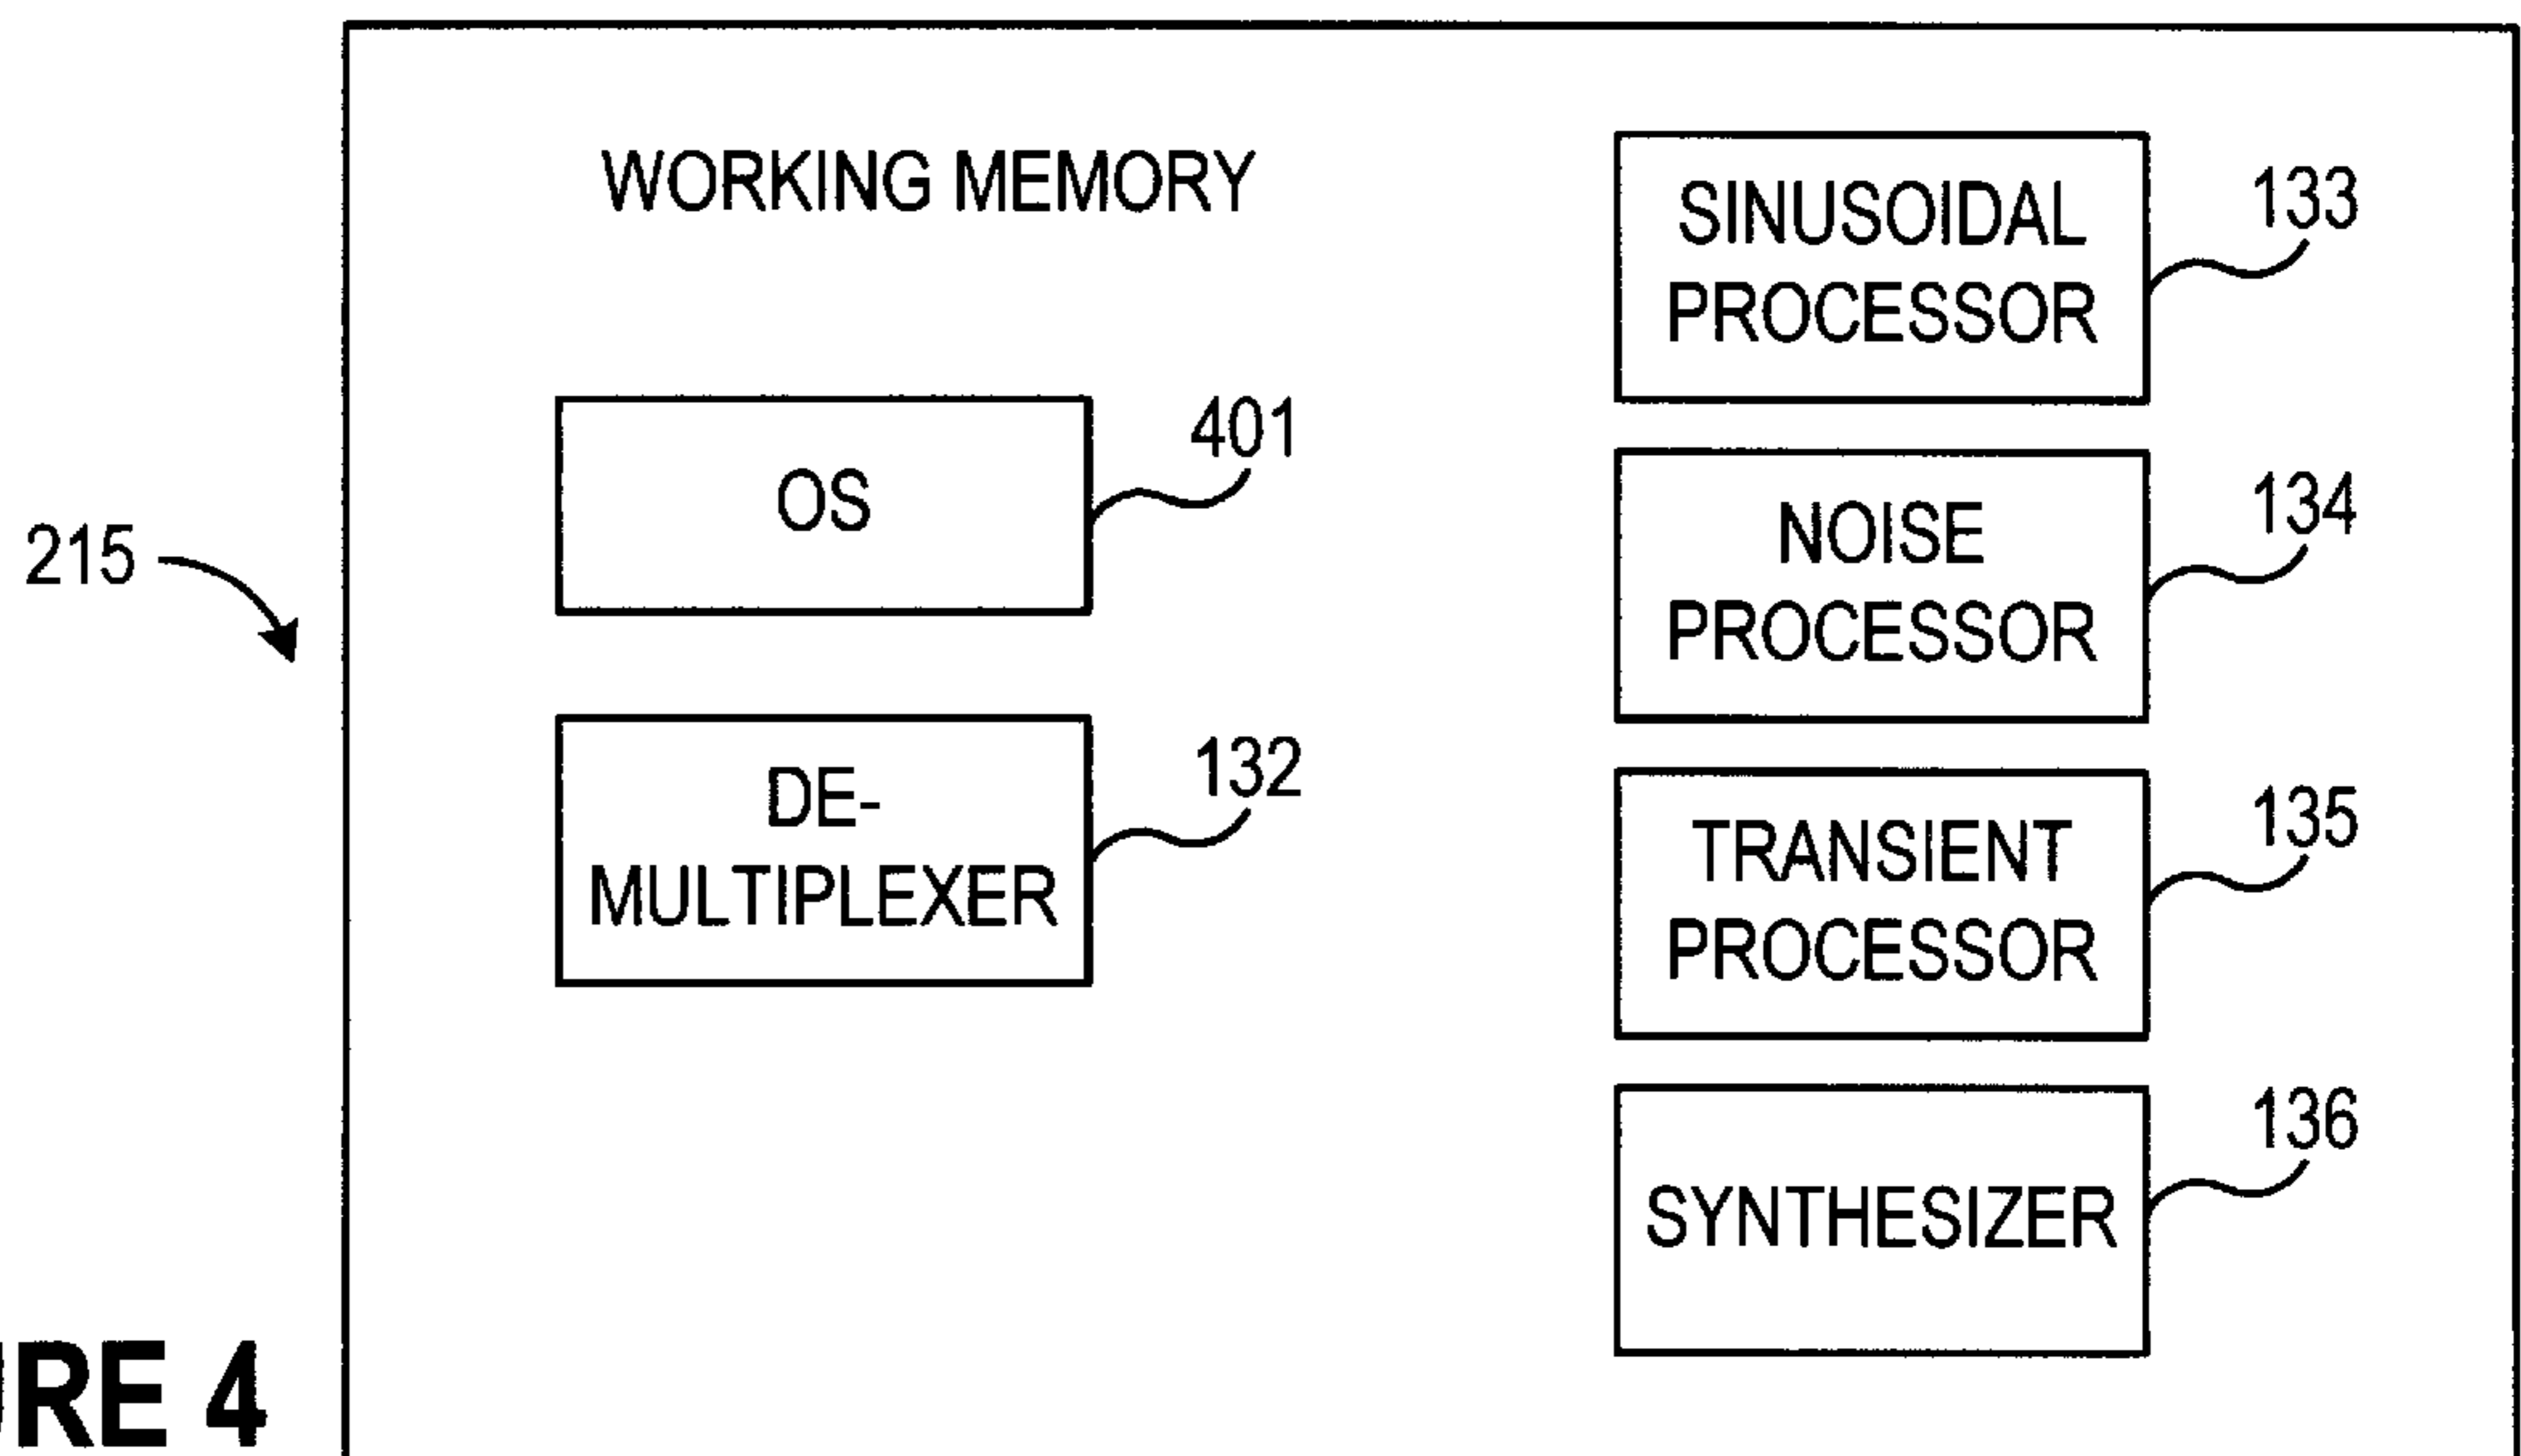 WORKING MEMORY
215
OS
401
DE-
MULTIPLEXER
132
SINUSOIDAL
PROCESSOR
133
NOISE
PROCESSOR
134
TRANSIENT
PROCESSOR
135
SYNTHESIZER
136
4